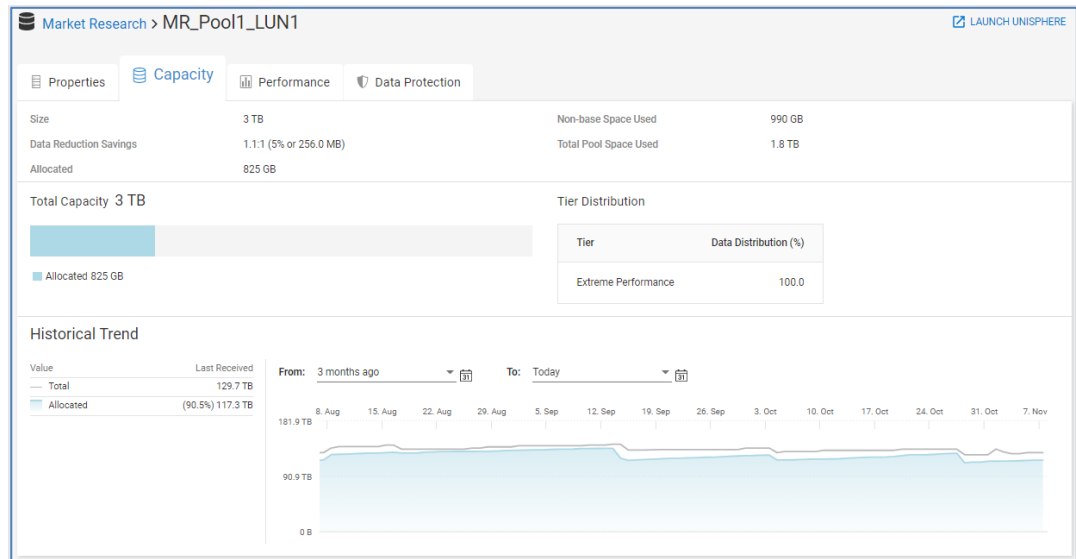 Market Research > MR_Pool1_LUN1
LAUNCH UNISPHERE
Properties
Capacity
Performance
Data Protection
Size 3 TB Non-base Space Used 990 GB
Data Reduction Savings 1.1:1 (5% or 256.0 MB) Total Pool Space Used 1.8 TB
Allocated 825 GB
Total Capacity 3 TB
Allocated 825 GB
Tier Distribution
Tier Data Distribution (%)
Extreme Performance 100.0
Historical Trend
Value Last Received
Total 129.7 TB
Allocated (90.5%) 117.3 TB
From: 3 months ago 31 To: Today 31
8. Aug 15. Aug 22. Aug 29. Aug 5. Sep 12. Sep 19. Sep 26. Sep 3. Oct 10. Oct 17. Oct 24. Oct 31. Oct 7. Nov
181.9 TB
90.9 TB
0 B